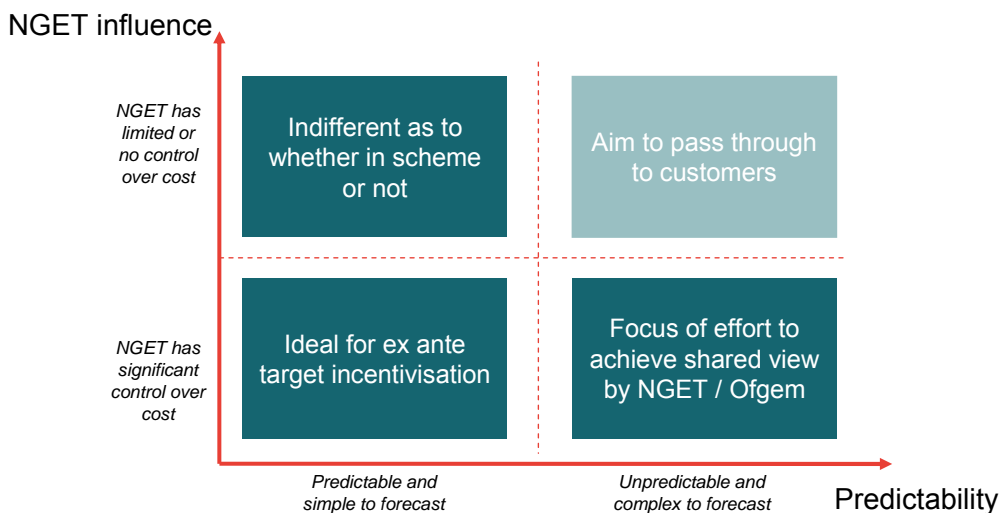 NGET influence
NGET has
limited or
no control
over cost
Indifferent as to
whether in scheme
or not
Aim to pass through
to customers
NGET has
significant
control over
cost
Ideal for ex ante
target incentivisation
Focus of effort to
achieve shared view
by NGET / Ofgem
Predictable and
simple to forecast
Unpredictable and
complex to forecast
Predictability